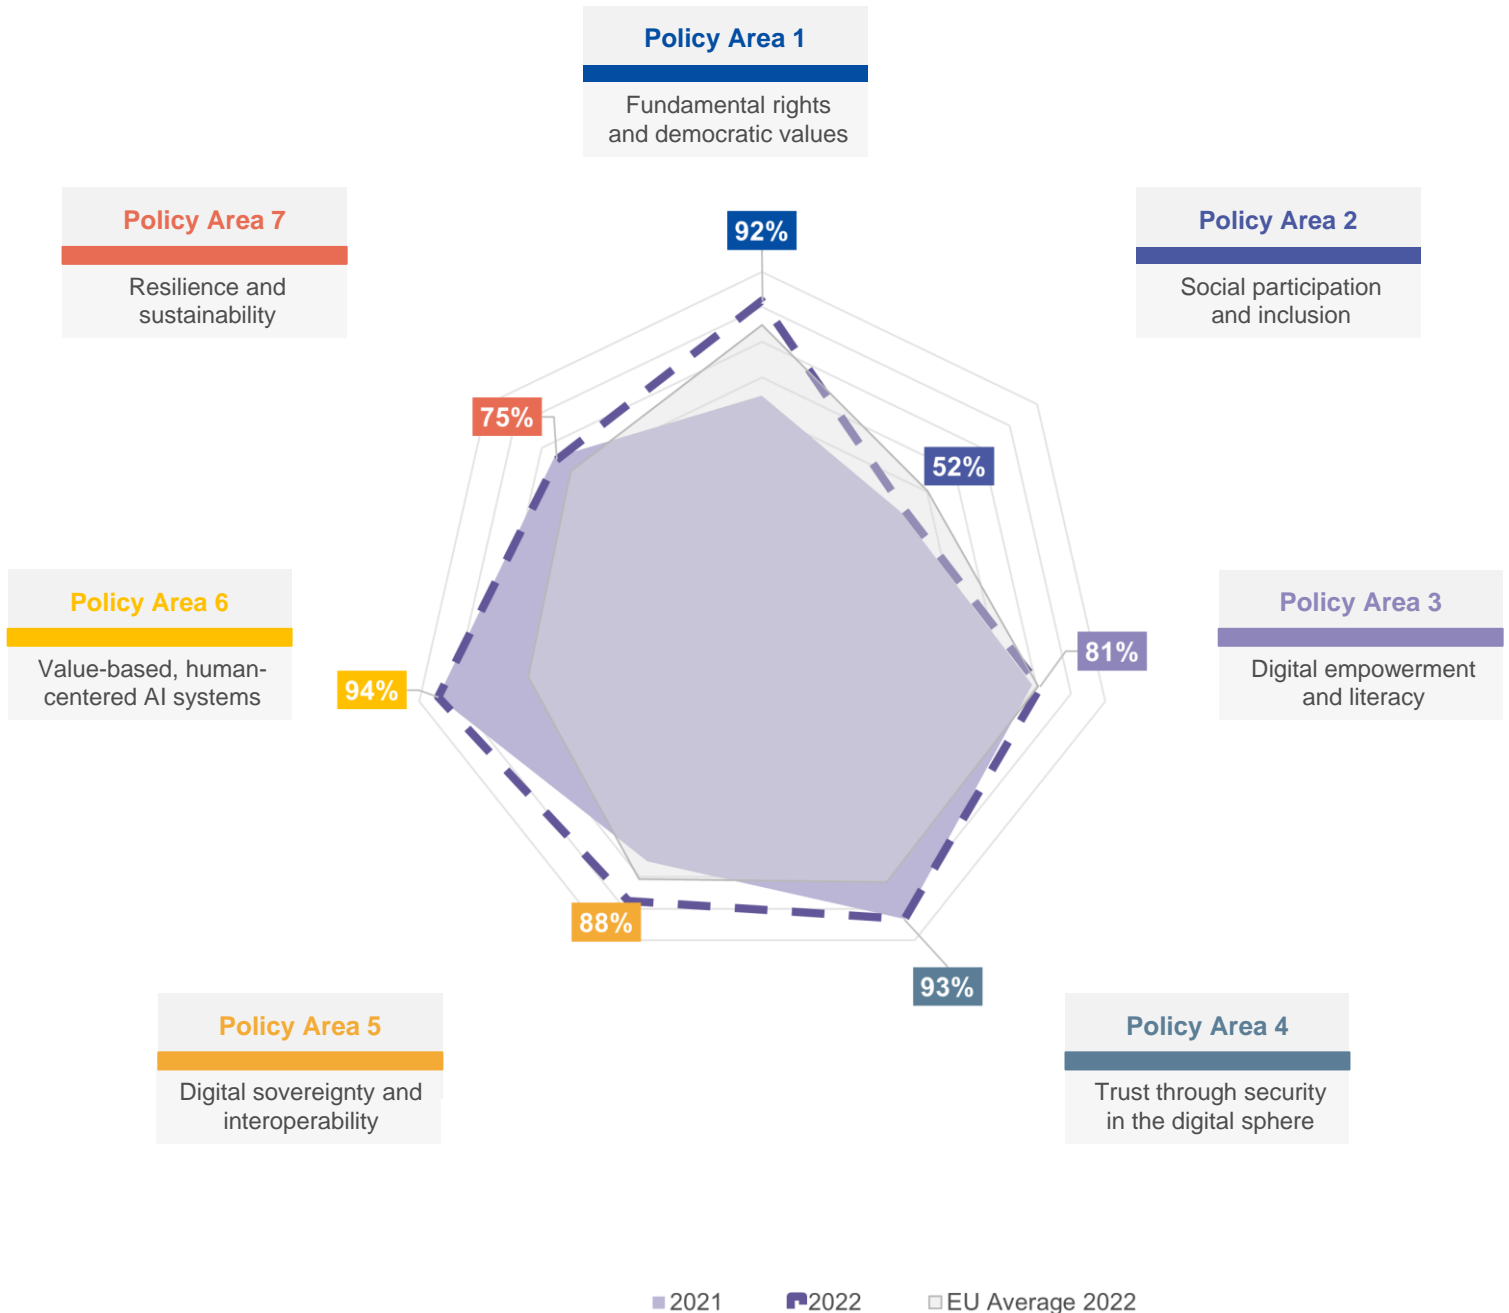 Policy Area 1
Fundamental rights
and democratic values
Policy Area 7
Resilience and
sustainability
92%
Policy Area 2
Social participation
and inclusion
75%
52%
Policy Area 6
Value-based, human-
centered AI systems
94%
81%
Policy Area 3
Digital empowerment
and literacy
88%
93%
Policy Area 5
Digital sovereignty and
interoperability
Policy Area 4
Trust through security
in the digital sphere
2021
2022
EU Average 2022